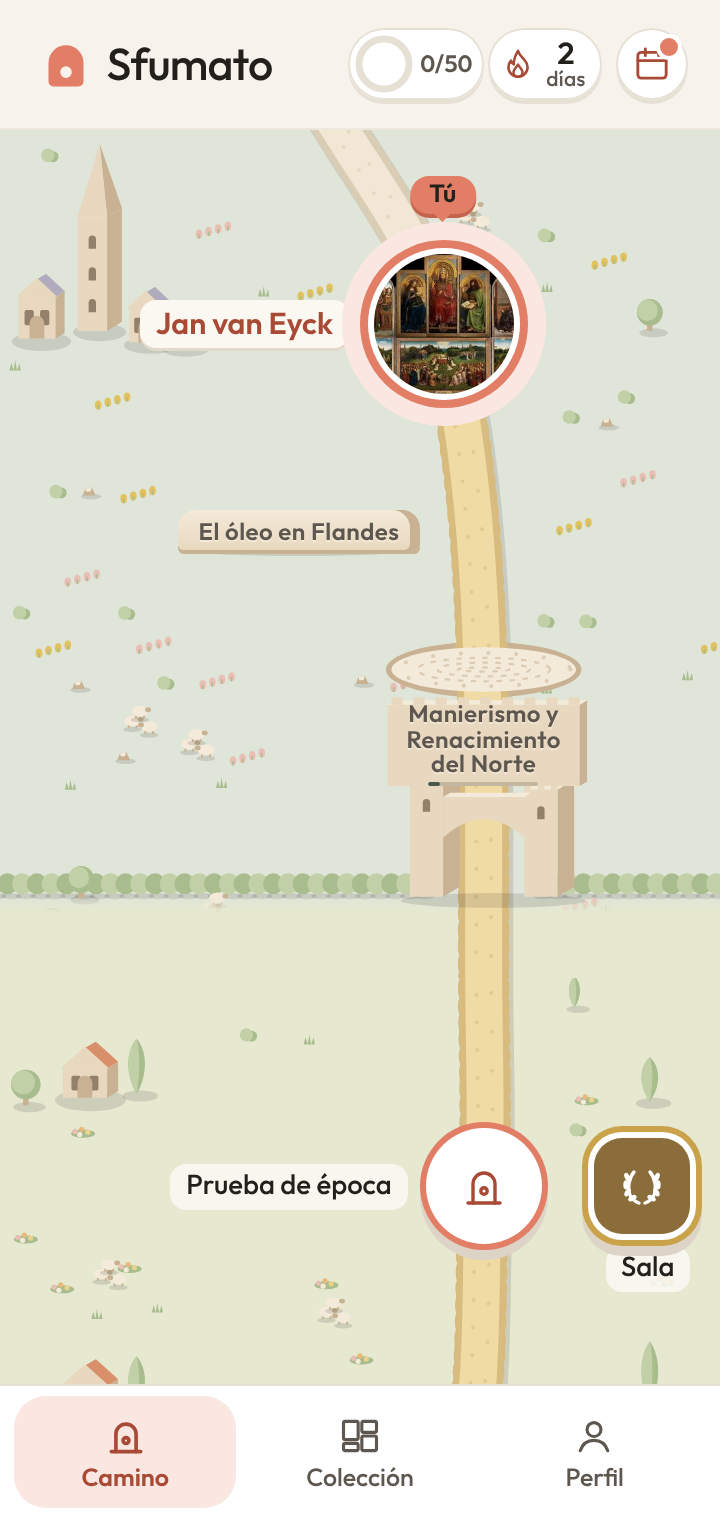 Sfumato
0/50
2
días
Tú
Jan van Eyck
El óleo en Flandes
Manierismo y
Renacimiento
del Norte
Prueba de época
Sala
Camino
Colección
Perfil